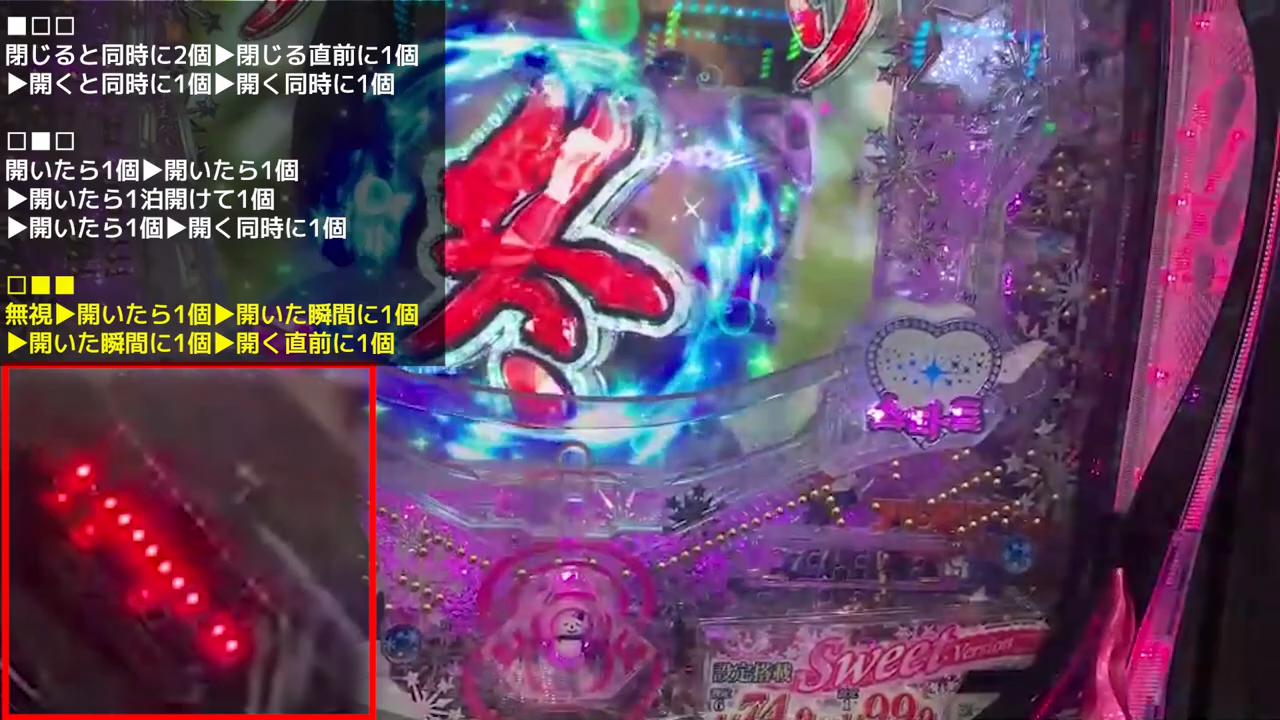 ■□□
閉じると同時に2個▶閉じる直前に1個
▶開くと同時に1個▶開く同時に1個
□■□
開いたら1個▶開いたら1個
▶開いたら1泊開けて1個
▶開いたら1個▶開く同時に1個
□■■
無視▶開いたら1個▶開いた瞬間に1個
▶開いた瞬間に1個▶開く直前に1個
スタート
設定搭載 Sweet Version